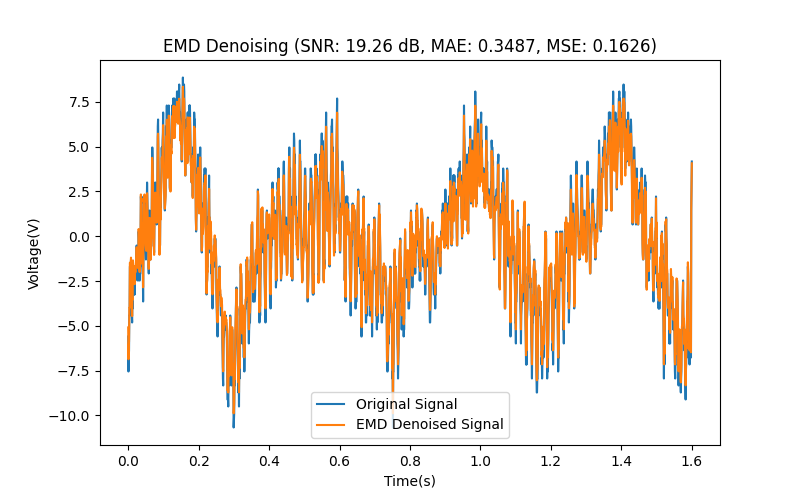 EMD Denoising (SNR: 19.26 dB, MAE: 0.3487, MSE: 0.1626)
7.5
5.0
2.5
0.0
−2.5
−5.0
−7.5
−10.0
Voltage(V)
Original Signal
EMD Denoised Signal
0.0 0.2 0.4 0.6 0.8 1.0 1.2 1.4 1.6
Time(s)